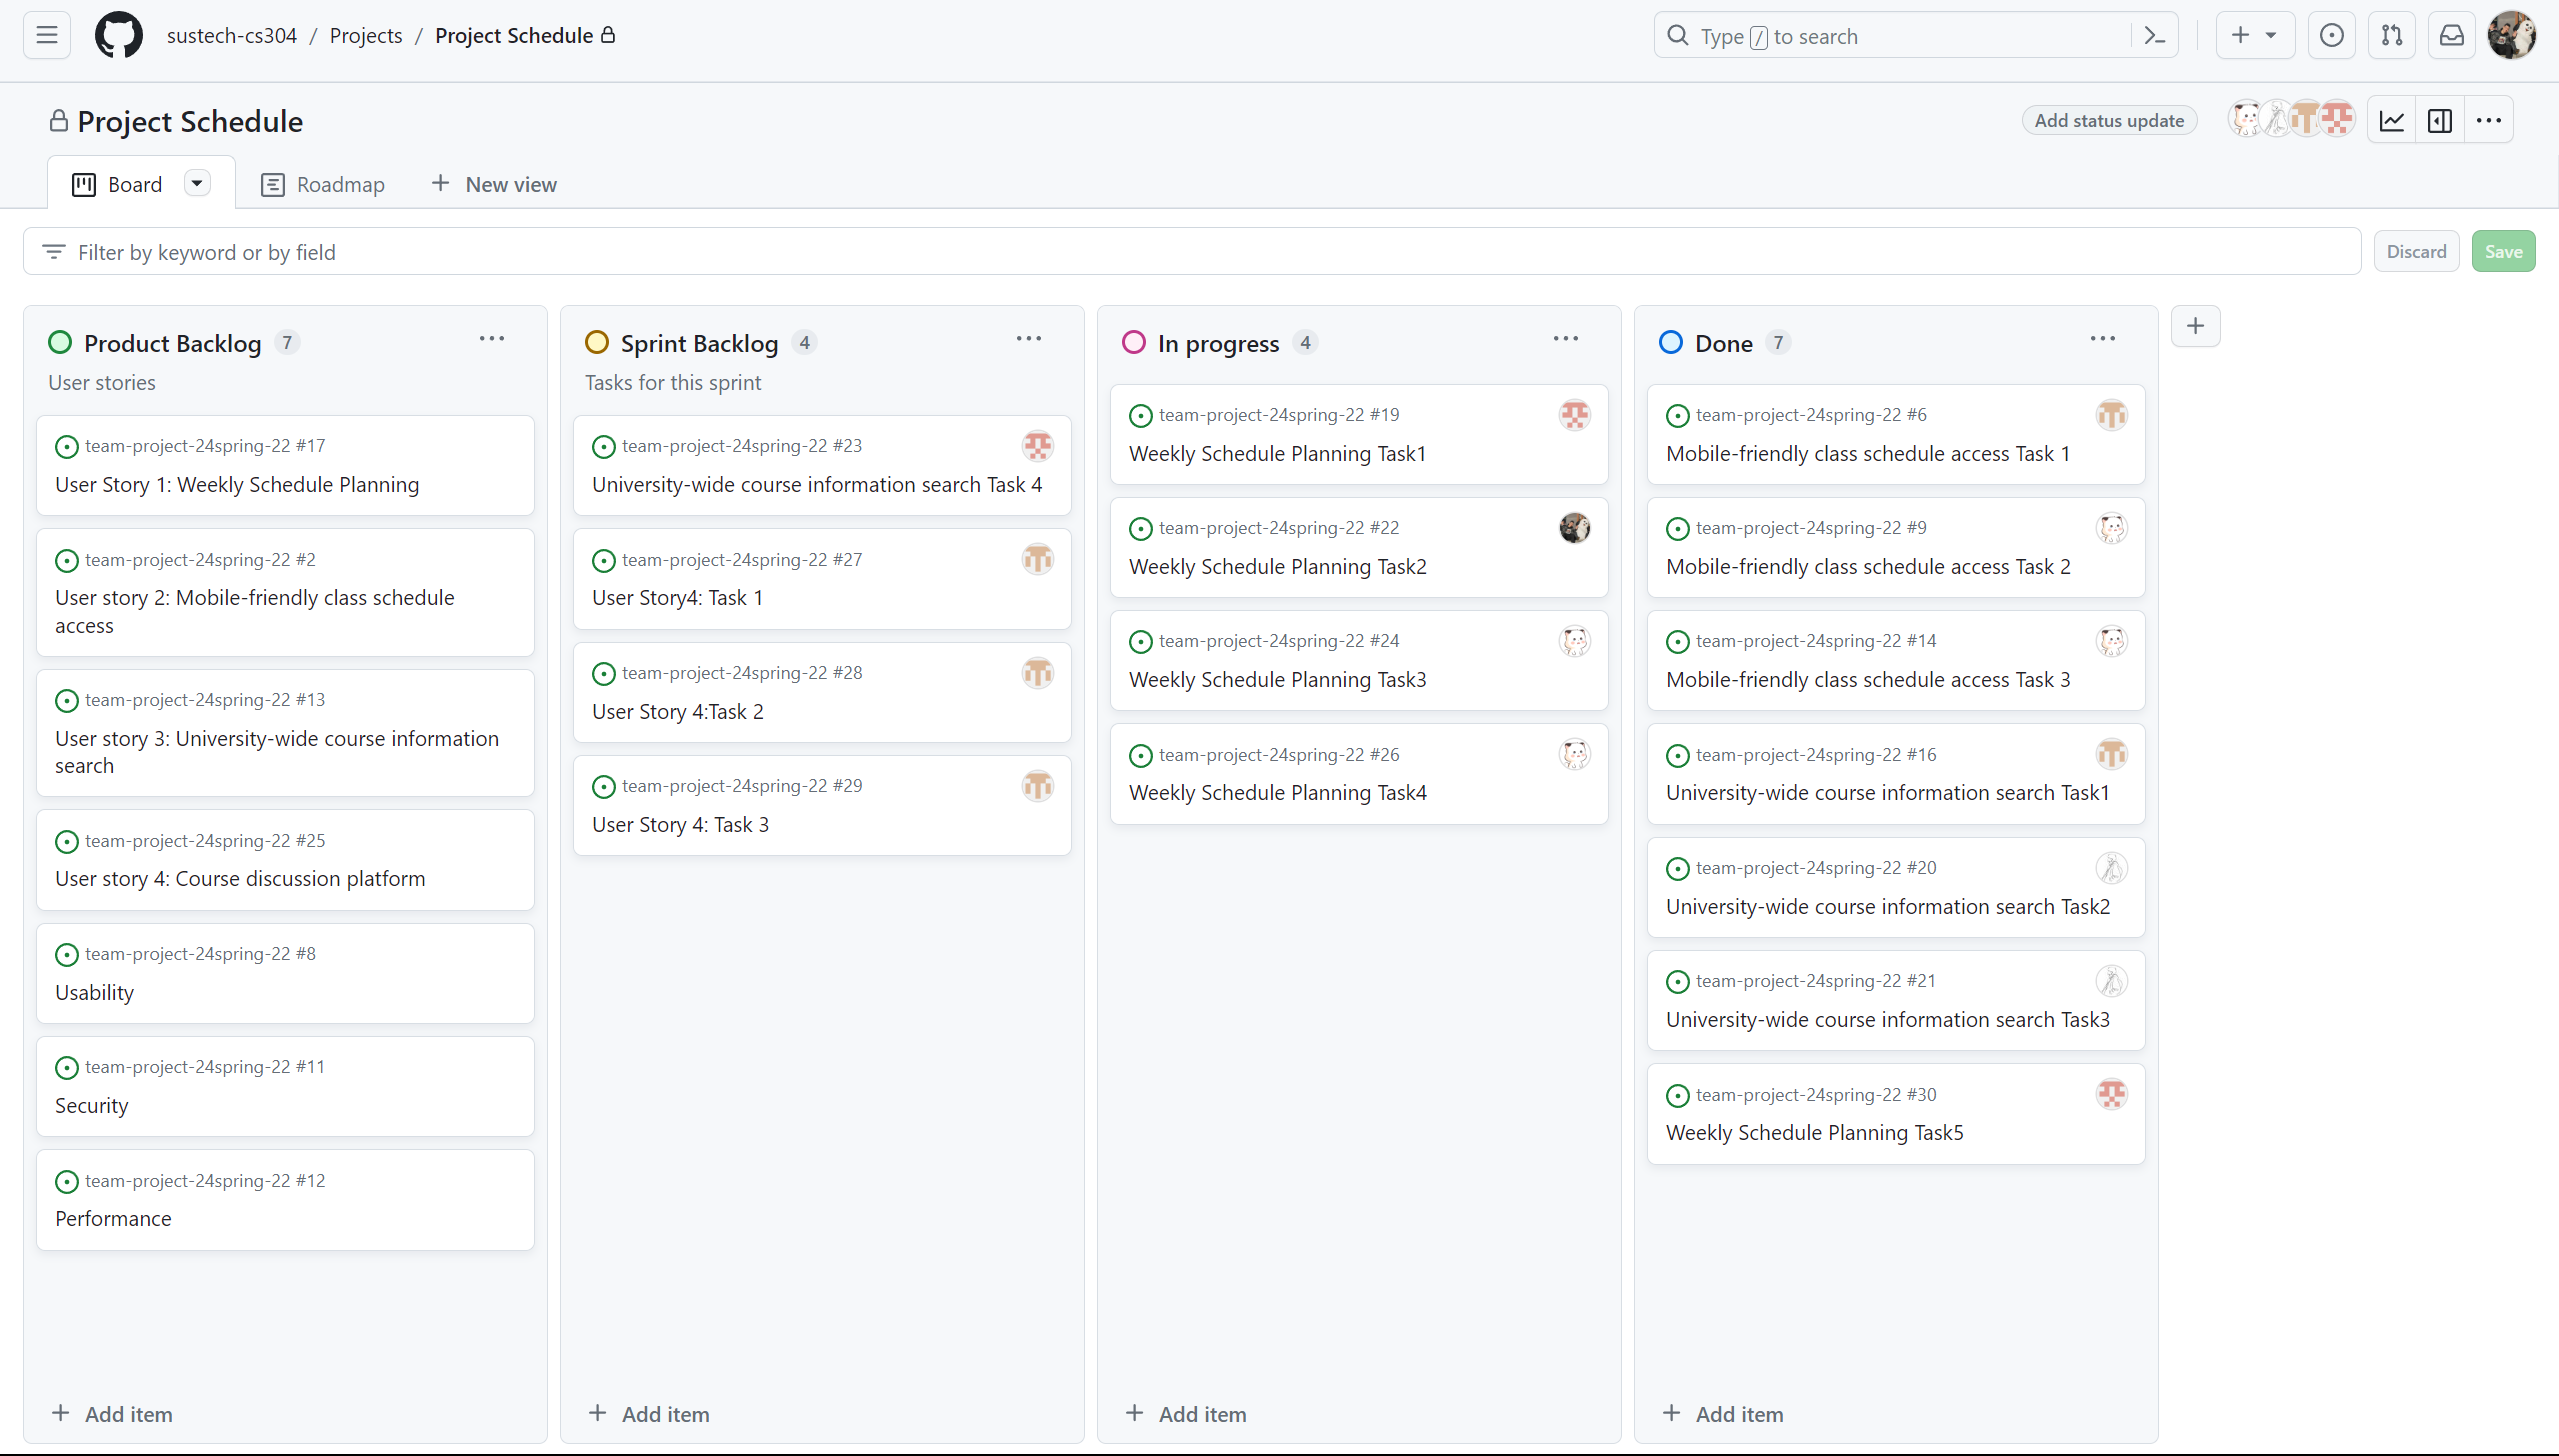 sustech-cs304 / Projects / Project Schedule
Type / to search
Project Schedule
Add status update
Board
Roadmap
New view
Filter by keyword or by field
Discard
Save
Product Backlog 7
User stories
team-project-24spring-22 #17
User Story 1: Weekly Schedule Planning
team-project-24spring-22 #2
User story 2: Mobile-friendly class schedule
access
team-project-24spring-22 #13
User story 3: University-wide course information
search
team-project-24spring-22 #25
User story 4: Course discussion platform
team-project-24spring-22 #8
Usability
team-project-24spring-22 #11
Security
team-project-24spring-22 #12
Performance
Add item
Sprint Backlog 4
Tasks for this sprint
team-project-24spring-22 #23
University-wide course information search Task 4
team-project-24spring-22 #27
User Story4: Task 1
team-project-24spring-22 #28
User Story 4:Task 2
team-project-24spring-22 #29
User Story 4: Task 3
Add item
In progress 4
team-project-24spring-22 #19
Weekly Schedule Planning Task1
team-project-24spring-22 #22
Weekly Schedule Planning Task2
team-project-24spring-22 #24
Weekly Schedule Planning Task3
team-project-24spring-22 #26
Weekly Schedule Planning Task4
Add item
Done 7
team-project-24spring-22 #6
Mobile-friendly class schedule access Task 1
team-project-24spring-22 #9
Mobile-friendly class schedule access Task 2
team-project-24spring-22 #14
Mobile-friendly class schedule access Task 3
team-project-24spring-22 #16
University-wide course information search Task1
team-project-24spring-22 #20
University-wide course information search Task2
team-project-24spring-22 #21
University-wide course information search Task3
team-project-24spring-22 #30
Weekly Schedule Planning Task5
Add item